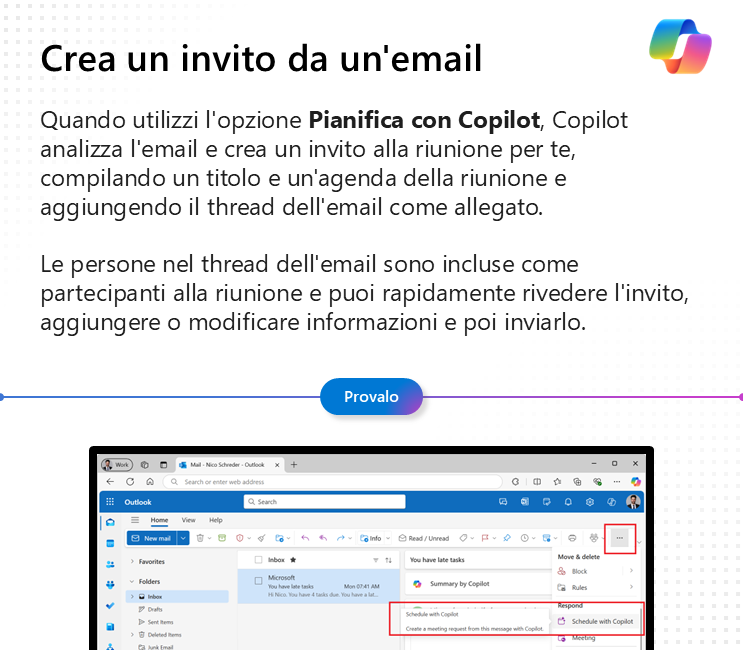 Crea un invito da un'email
Quando utilizzi l'opzione Pianifica con Copilot, Copilot
analizza l'email e crea un invito alla riunione per te,
compilando un titolo e un'agenda della riunione e
aggiungendo il thread dell'email come allegato.
Le persone nel thread dell'email sono incluse come
partecipanti alla riunione e puoi rapidamente rivedere l'invito,
aggiungere o modificare informazioni e poi inviarlo.
Provalo
Work
Mail - Nico Schreder - Outlook
Search or enter web address
Outlook
Search
Home View Help
New mail
Info
Read / Unread
Favorites
Inbox
You have late tasks
Move & delete
Block
Folders
Microsoft
You have late tasks Mon 07:41 AM
Hi Nico. You have 4 tasks due. You have a lat...
Summary by Copilot
Rules
Inbox
Respond
Drafts
Schedule with Copilot
Schedule with Copilot
Sent Items
Create a meeting request from this message with Copilot.
Deleted Items
Meeting
Junk Email